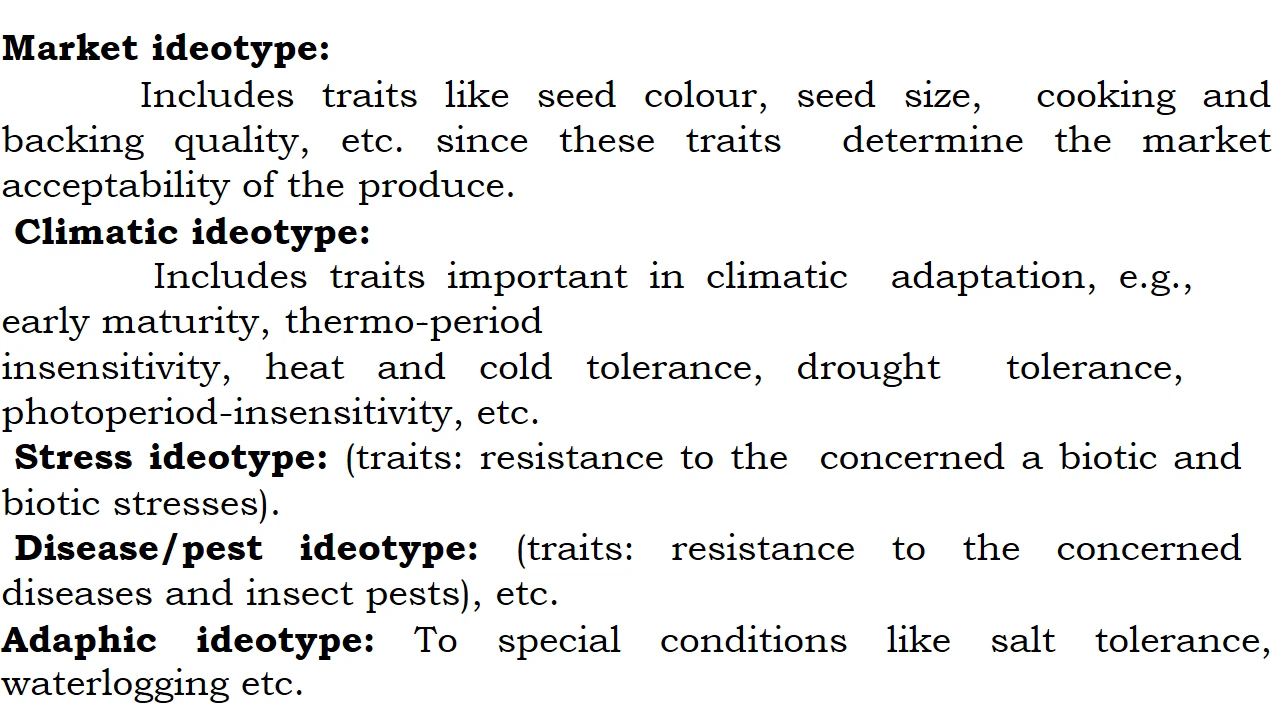 Market ideotype:
Includes traits like seed colour, seed size, cooking and
backing quality, etc. since these traits determine the market
acceptability of the produce.
Climatic ideotype:
Includes traits important in climatic adaptation, e.g.,
early maturity, thermo-period
insensitivity, heat and cold tolerance, drought tolerance,
photoperiod-insensitivity, etc.
Stress ideotype: (traits: resistance to the concerned a biotic and
biotic stresses).
Disease/pest ideotype: (traits: resistance to the concerned
diseases and insect pests), etc.
Adaphic ideotype: To special conditions like salt tolerance,
waterlogging etc.